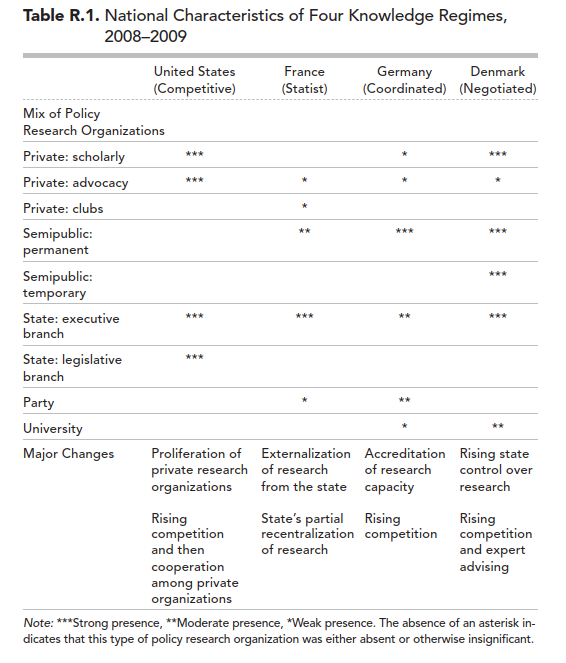 Table R.1. National Characteristics of Four Knowledge Regimes,
2008–2009
United States France Germany Denmark
(Competitive) (Statist) (Coordinated) (Negotiated)
Mix of Policy
Research Organizations
Private: scholarly *** * ***
Private: advocacy *** * * *
Private: clubs *
Semipublic: ** *** ***
permanent
Semipublic: ***
temporary
State: executive *** *** ** ***
branch
State: legislative ***
branch
Party * **
University * **
Major Changes Proliferation of Externalization Accreditation Rising state
private research of research of research control over
organizations from the state capacity research
Rising State’s partial Rising Rising
competition recentralization competition competition
and then of research and expert
cooperation advising
among private
organizations
Note: ***Strong presence, **Moderate presence, *Weak presence. The absence of an asterisk in-
dicates that this type of policy research organization was either absent or otherwise insignificant.